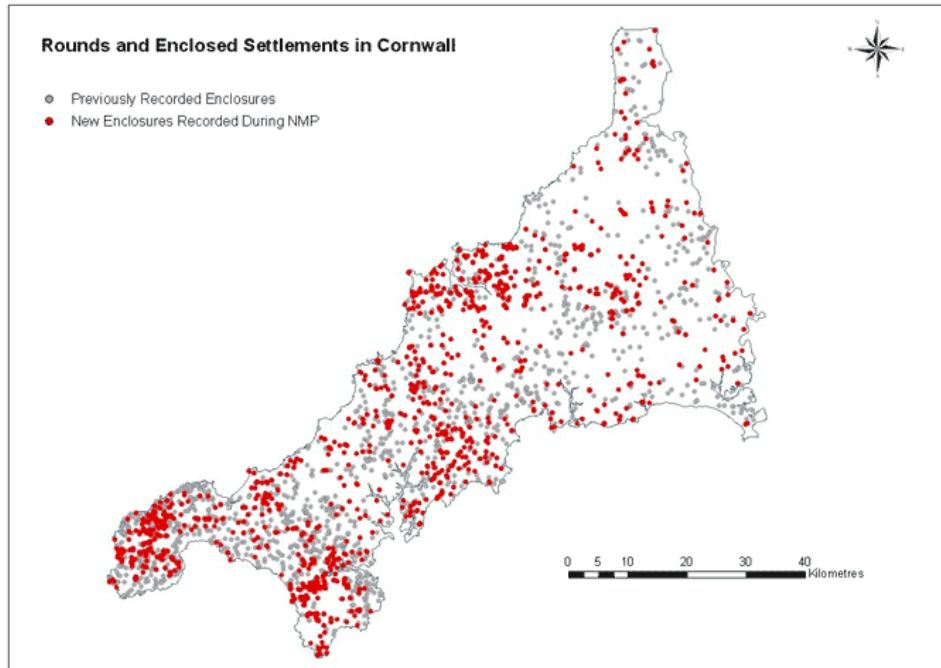 Rounds and Enclosed Settlements in Cornwall
Previously Recorded Enclosures
New Enclosures Recorded During NMP
0 5 10 20 30 40
Kilometres